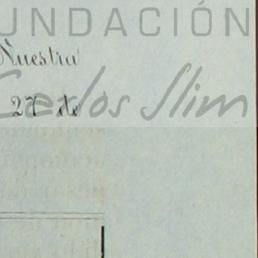 UNDACIÓN
Nuestra
Carlos Slim
27 de